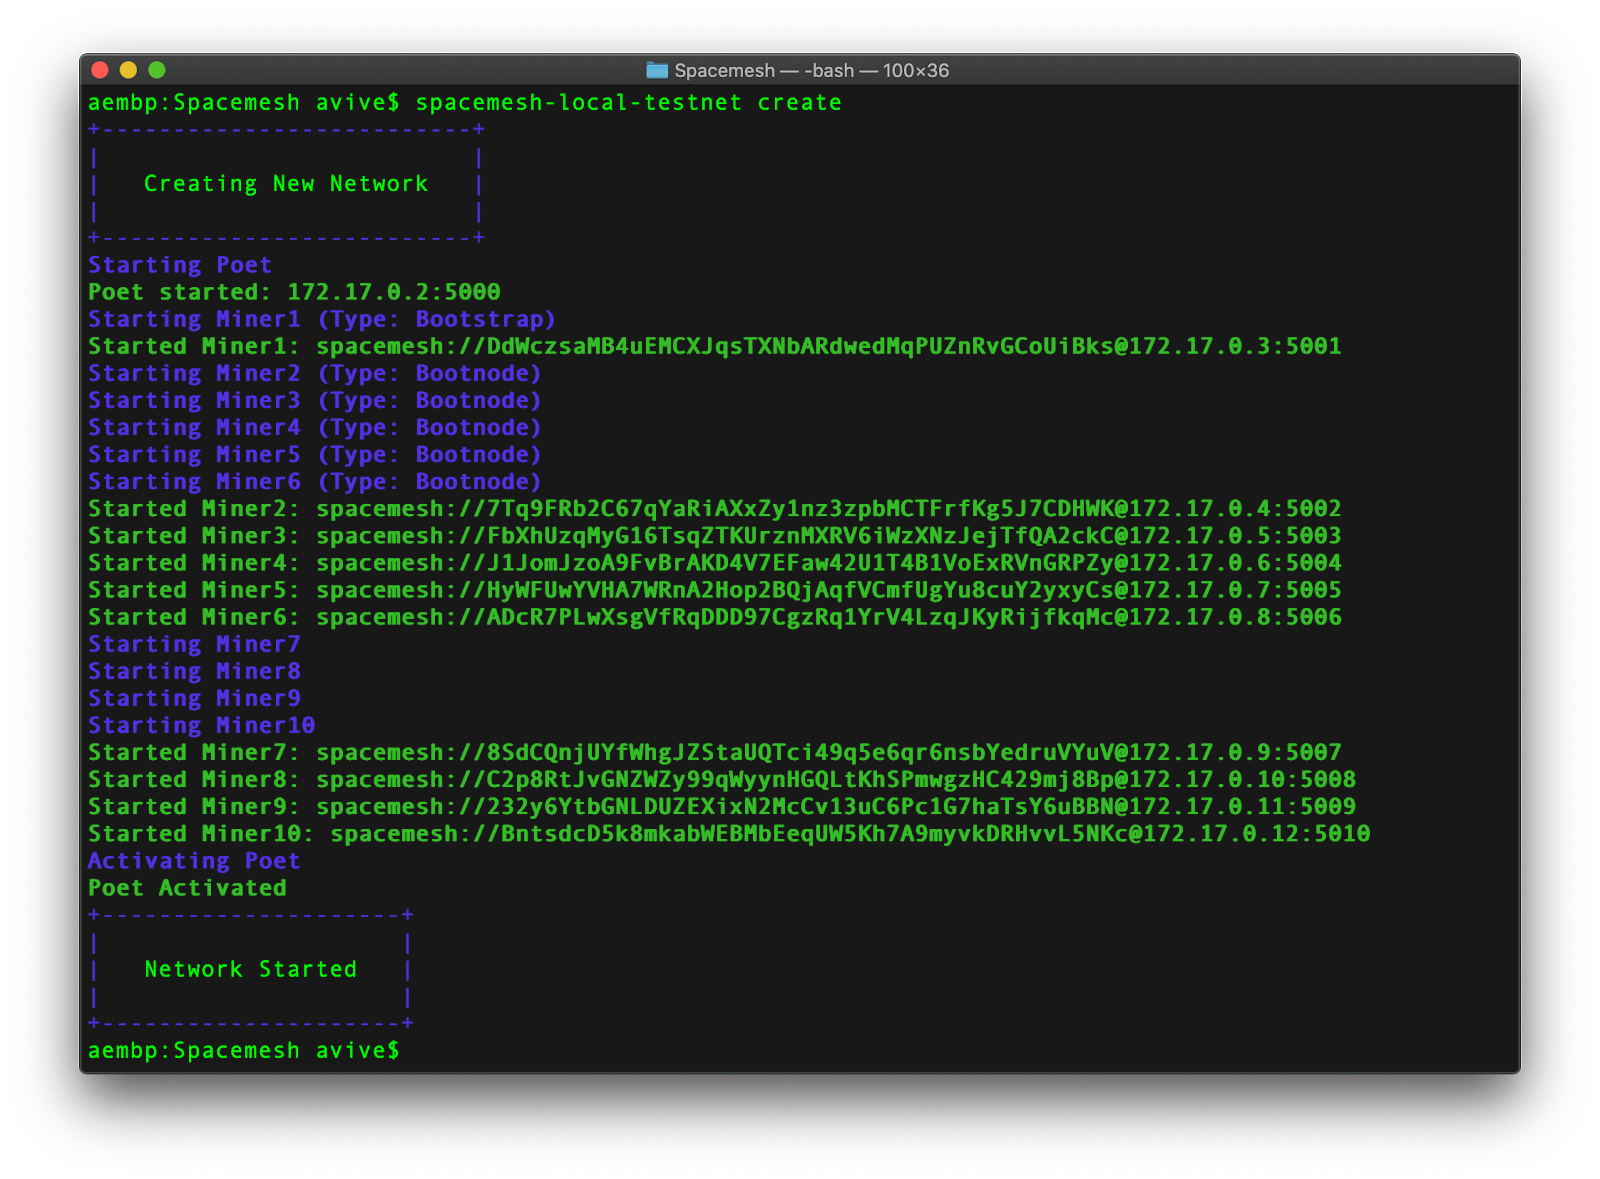 Spacemesh — -bash — 100×36
aembp:Spacemesh avive$ spacemesh-local-testnet create
+--------------------------+
|                          |
|   Creating New Network   |
|                          |
+--------------------------+
Starting Poet
Poet started: 172.17.0.2:5000
Starting Miner1 (Type: Bootstrap)
Started Miner1: spacemesh://DdWczsaMB4uEMCXJqsTXNbARdwedMqPUZnRvGCoUiBks@172.17.0.3:5001
Starting Miner2 (Type: Bootnode)
Starting Miner3 (Type: Bootnode)
Starting Miner4 (Type: Bootnode)
Starting Miner5 (Type: Bootnode)
Starting Miner6 (Type: Bootnode)
Started Miner2: spacemesh://7Tq9FRb2C67qYaRiAXxZy1nz3zpbMCTFrfKg5J7CDHWK@172.17.0.4:5002
Started Miner3: spacemesh://FbXhUzqMyG16TsqZTKUrznMXRV6iWzXNzJejTfQA2ckC@172.17.0.5:5003
Started Miner4: spacemesh://J1JomJzoA9FvBrAKD4V7EFaw42U1T4B1VoExRVnGRPZy@172.17.0.6:5004
Started Miner5: spacemesh://HyWFUwYVHA7WRnA2Hop2BQjAqfVCmfUgYu8cuY2yxyCs@172.17.0.7:5005
Started Miner6: spacemesh://ADcR7PLwXsgVfRqDDD97CgzRq1YrV4LzqJKyRijfkqMc@172.17.0.8:5006
Starting Miner7
Starting Miner8
Starting Miner9
Starting Miner10
Started Miner7: spacemesh://8SdCQnjUYfWhgJZStaUQTci49q5e6qr6nsbYedruVYuV@172.17.0.9:5007
Started Miner8: spacemesh://C2p8RtJvGNZWZy99qWyynHGQLtKhSPmwgzHC429mj8Bp@172.17.0.10:5008
Started Miner9: spacemesh://232y6YtbGNLDUZEXixN2McCv13uC6Pc1G7haTsY6uBBN@172.17.0.11:5009
Started Miner10: spacemesh://BntsdcD5k8mkabWEBMbEeqUW5Kh7A9myvkDRHvvL5NKc@172.17.0.12:5010
Activating Poet
Poet Activated
+---------------------+
|                     |
|   Network Started   |
|                     |
+---------------------+
aembp:Spacemesh avive$